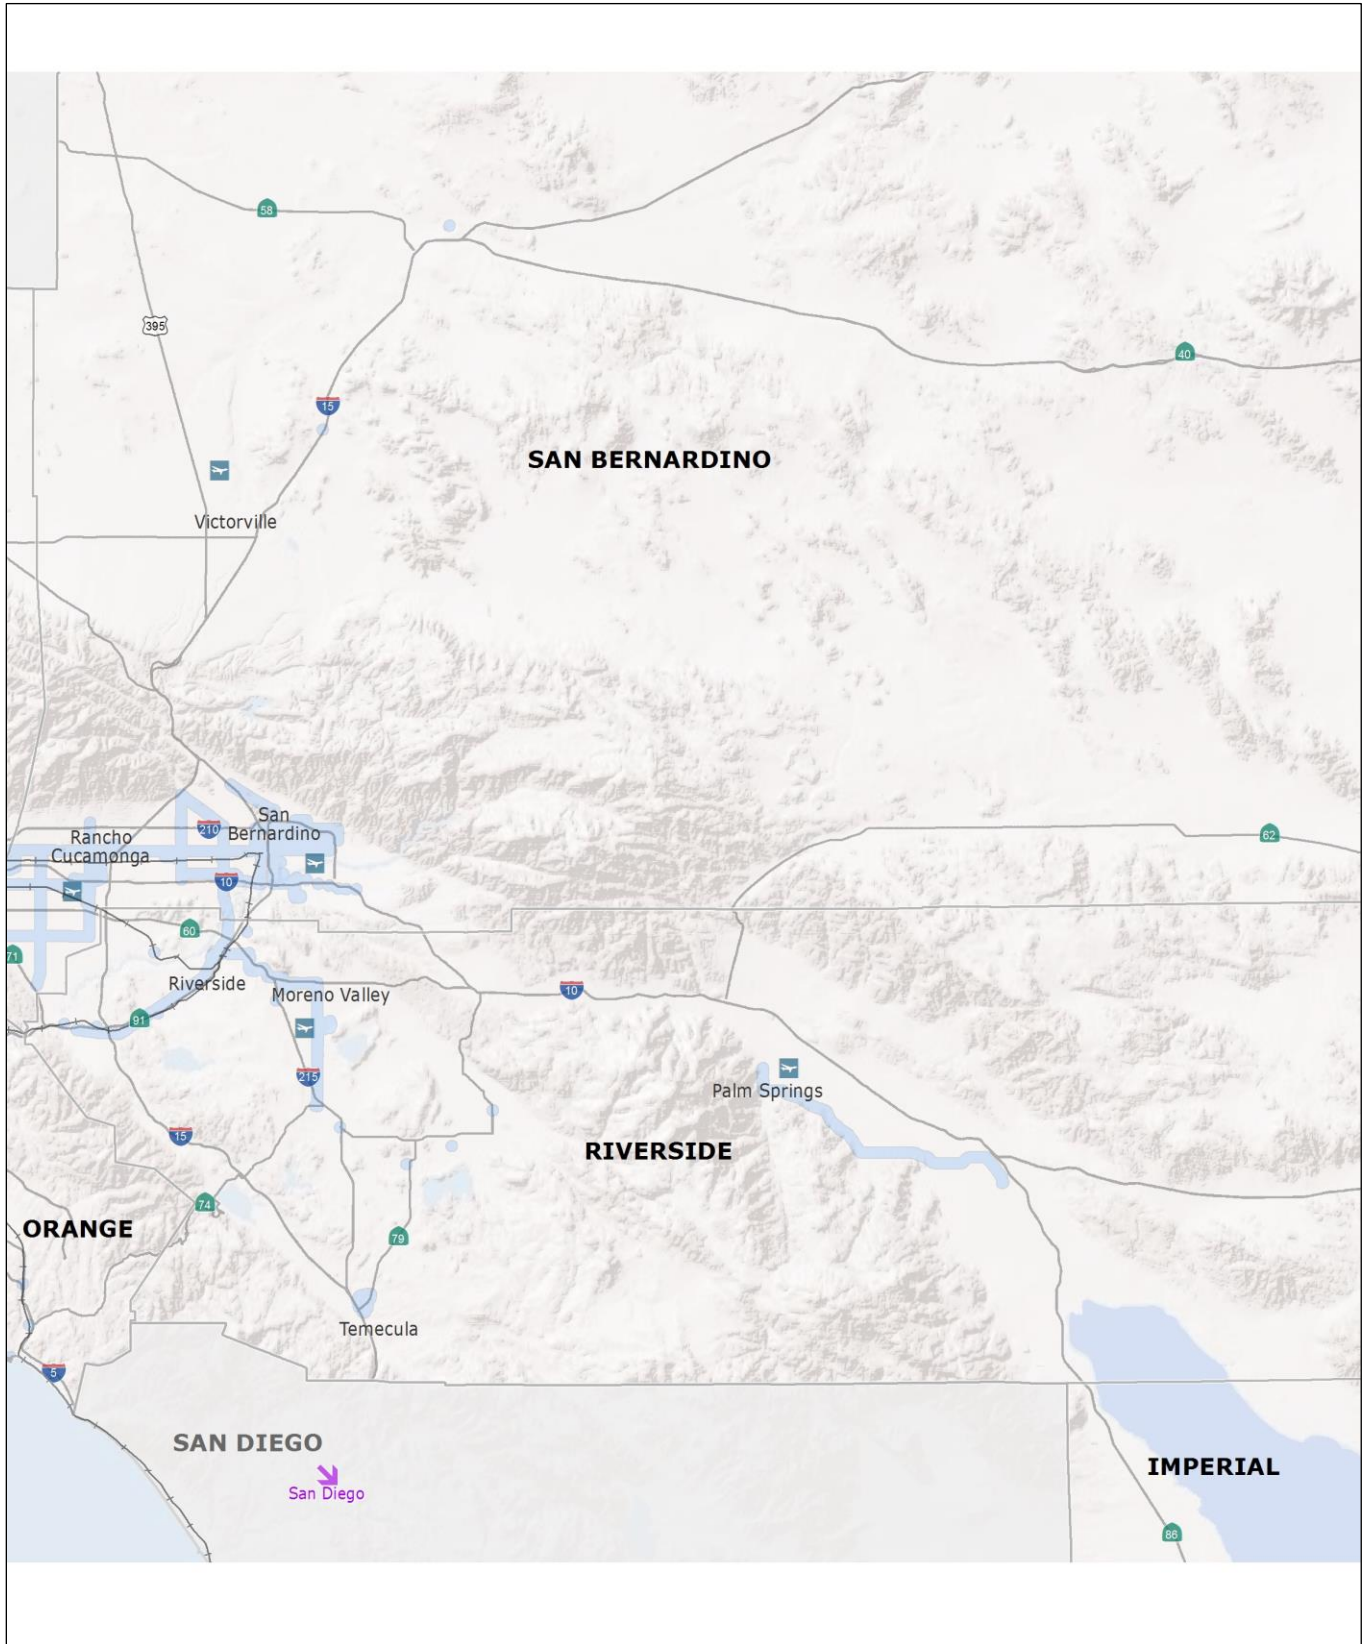 58
395
40
15
SAN BERNARDINO
Victorville
San
Bernardino
210
Rancho
Cucamonga
62
10
60
71
Riverside
Moreno Valley
10
91
215
Palm Springs
15
RIVERSIDE
74
ORANGE
79
Temecula
5
SAN DIEGO
San Diego
IMPERIAL
86